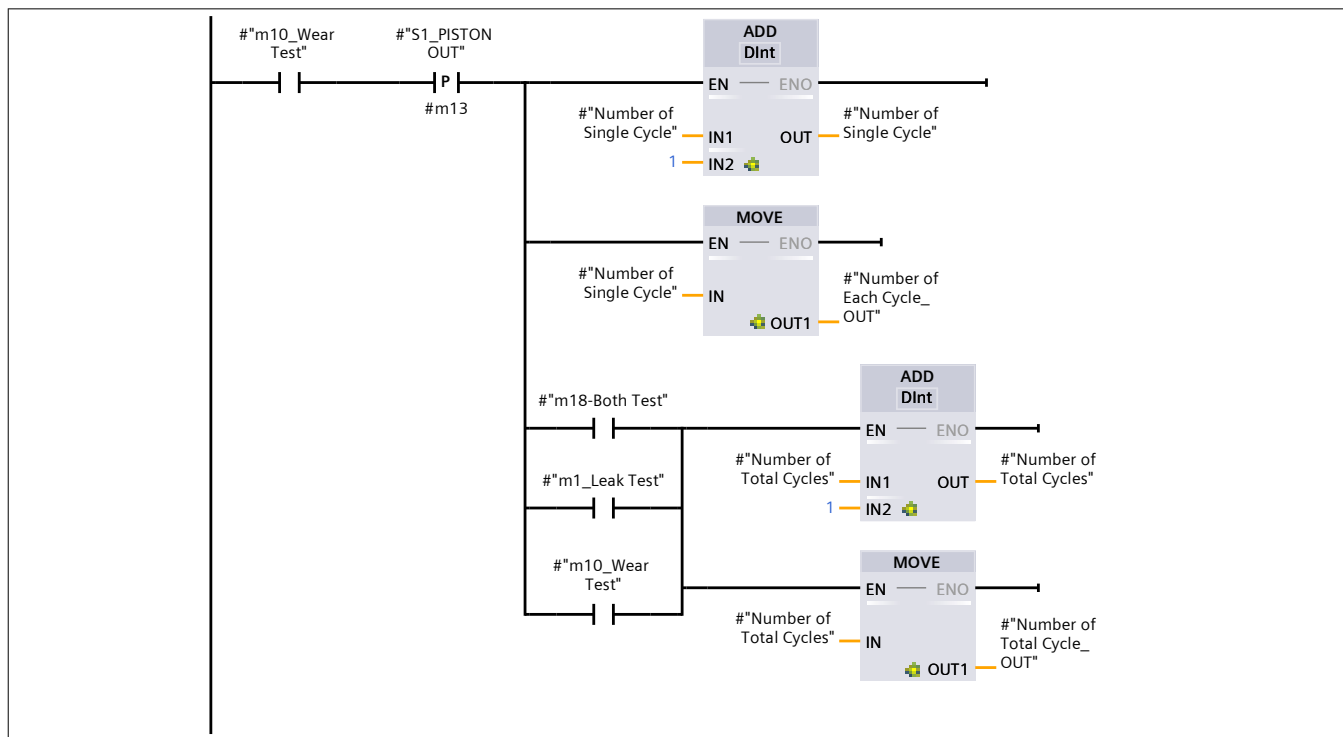 #"m10_Wear
Test"
#"S1_PISTON
OUT"
P
#m13
ADD
DInt
EN
ENO
#"Number of
Single Cycle"
IN1
OUT
#"Number of
Single Cycle"
1
IN2
MOVE
EN
ENO
#"Number of
Single Cycle"
IN
#"Number of
Each Cycle_
OUT"
OUT1
#"m18-Both Test"
ADD
DInt
EN
ENO
#"Number of
Total Cycles"
IN1
OUT
#"Number of
Total Cycles"
1
IN2
#"m1_Leak Test"
#"m10_Wear
Test"
MOVE
EN
ENO
#"Number of
Total Cycles"
IN
#"Number of
Total Cycle_
OUT"
OUT1